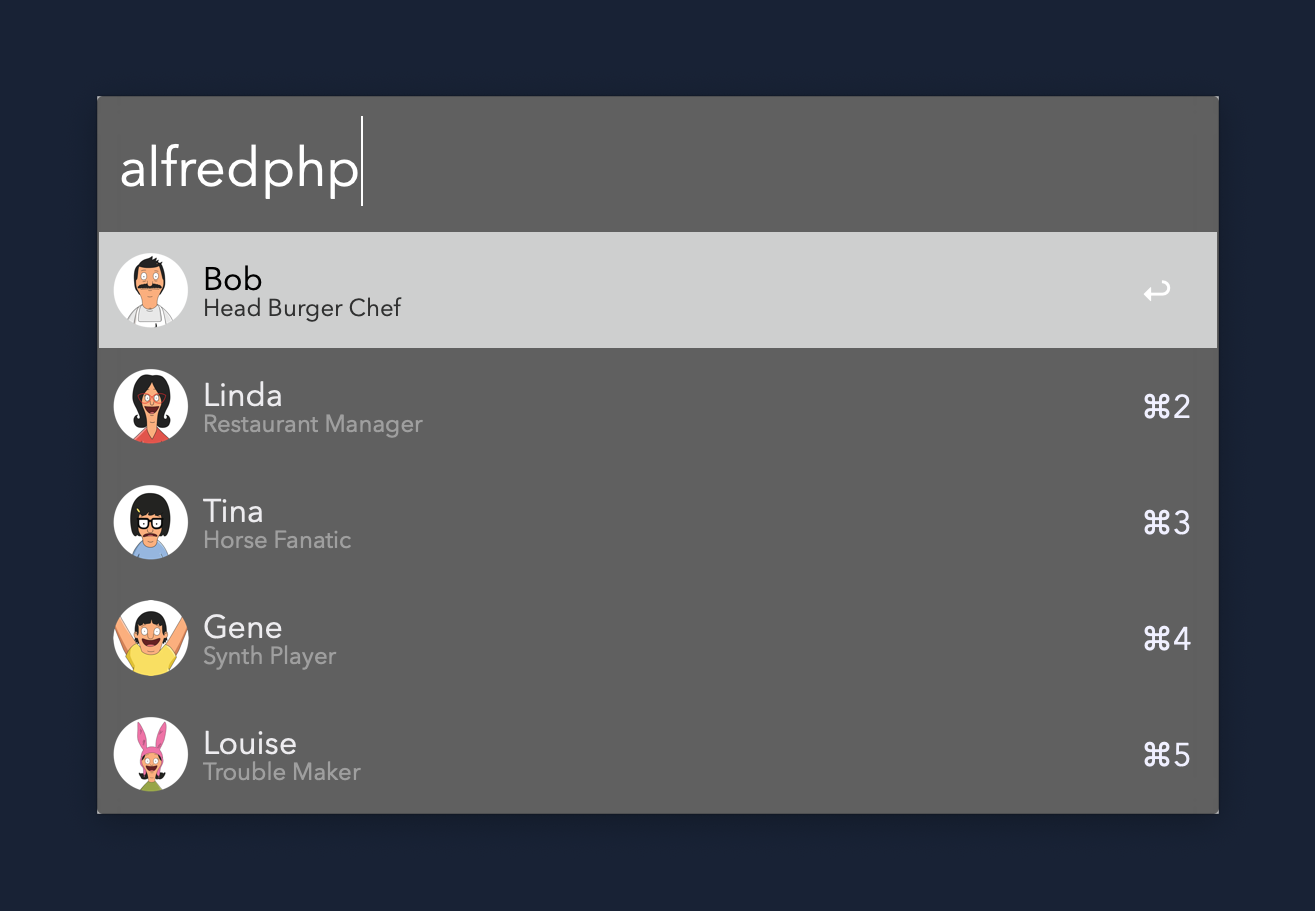 alfredphp
Bob
Head Burger Chef
Linda
Restaurant Manager
⌘2
Tina
Horse Fanatic
⌘3
Gene
Synth Player
⌘4
Louise
Trouble Maker
⌘5